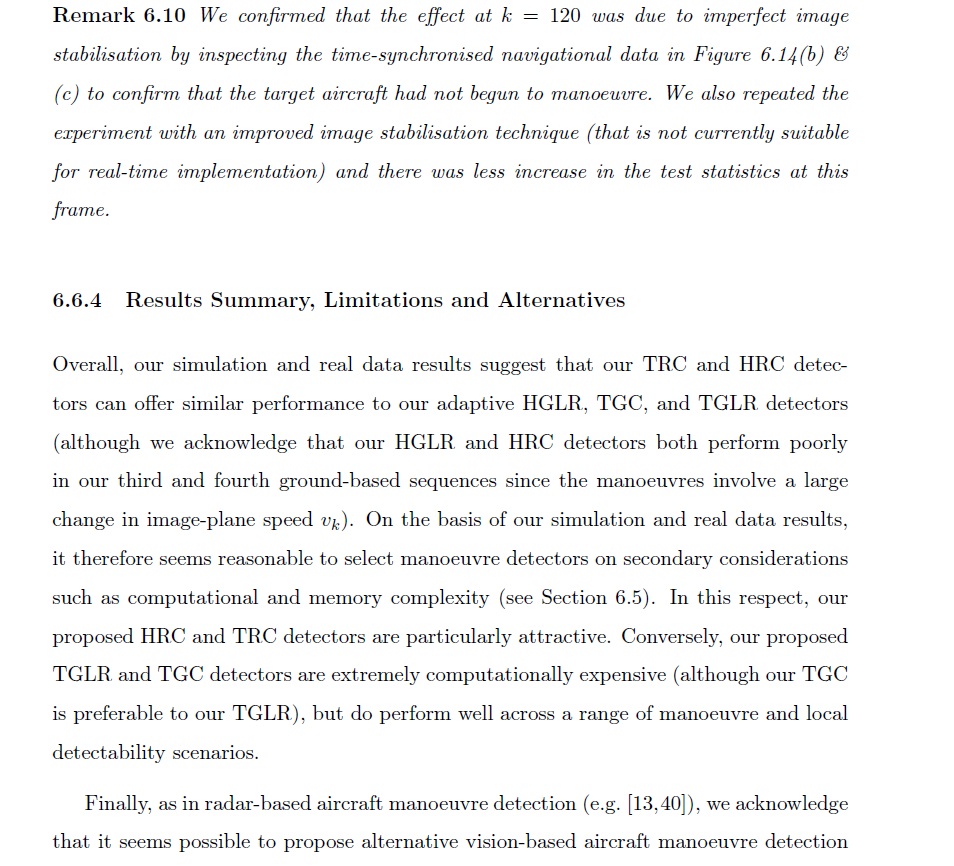 Remark 6.10 We confirmed that the effect at k = 120 was due to imperfect image
stabilisation by inspecting the time-synchronised navigational data in Figure 6.14(b) &
(c) to confirm that the target aircraft had not begun to manoeuvre. We also repeated the
experiment with an improved image stabilisation technique (that is not currently suitable
for real-time implementation) and there was less increase in the test statistics at this
frame.
6.6.4 Results Summary, Limitations and Alternatives
Overall, our simulation and real data results suggest that our TRC and HRC detec-
tors can offer similar performance to our adaptive HGLR, TGC, and TGLR detectors
(although we acknowledge that our HGLR and HRC detectors both perform poorly
in our third and fourth ground-based sequences since the manoeuvres involve a large
change in image-plane speed vₖ). On the basis of our simulation and real data results,
it therefore seems reasonable to select manoeuvre detectors on secondary considerations
such as computational and memory complexity (see Section 6.5). In this respect, our
proposed HRC and TRC detectors are particularly attractive. Conversely, our proposed
TGLR and TGC detectors are extremely computationally expensive (although our TGC
is preferable to our TGLR), but do perform well across a range of manoeuvre and local
detectability scenarios.
Finally, as in radar-based aircraft manoeuvre detection (e.g. [13,40]), we acknowledge
that it seems possible to propose alternative vision-based aircraft manoeuvre detection